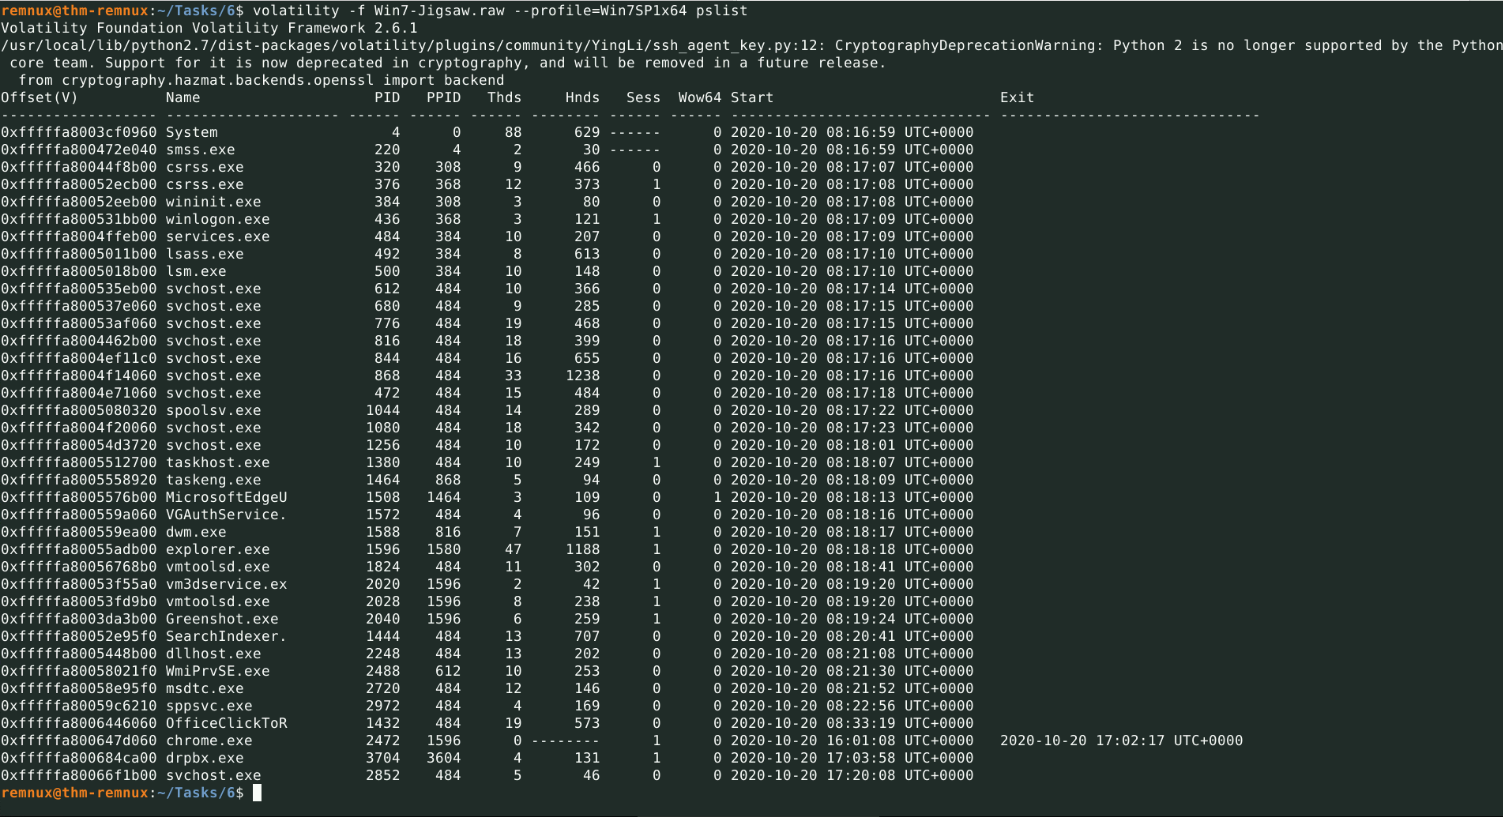 remnux@thm-remnux:~/Tasks/6$ volatility -f Win7-Jigsaw.raw --profile=Win7SP1x64 pslist
Volatility Foundation Volatility Framework 2.6.1
/usr/local/lib/python2.7/dist-packages/volatility/plugins/community/YingLi/ssh_agent_key.py:12: CryptographyDeprecationWarning: Python 2 is no longer supported by the Python
 core team. Support for it is now deprecated in cryptography, and will be removed in a future release.
  from cryptography.hazmat.backends.openssl import backend
Offset(V)          Name                    PID   PPID   Thds     Hnds   Sess  Wow64 Start                          Exit
------------------ -------------------- ------ ------ ------ -------- ------ ------ ------------------------------ ------------------------------
0xfffffa8003cf0960 System                    4      0     88      629 ------      0 2020-10-20 08:16:59 UTC+0000
0xfffffa800472e040 smss.exe                220      4      2       30 ------      0 2020-10-20 08:16:59 UTC+0000
0xfffffa80044f8b00 csrss.exe               320    308      9      466      0      0 2020-10-20 08:17:07 UTC+0000
0xfffffa80052ecb00 csrss.exe               376    368     12      373      1      0 2020-10-20 08:17:08 UTC+0000
0xfffffa80052eeb00 wininit.exe             384    308      3       80      0      0 2020-10-20 08:17:08 UTC+0000
0xfffffa800531bb00 winlogon.exe            436    368      3      121      1      0 2020-10-20 08:17:09 UTC+0000
0xfffffa8004ffeb00 services.exe            484    384     10      207      0      0 2020-10-20 08:17:09 UTC+0000
0xfffffa8005011b00 lsass.exe               492    384      8      613      0      0 2020-10-20 08:17:10 UTC+0000
0xfffffa8005018b00 lsm.exe                 500    384     10      148      0      0 2020-10-20 08:17:10 UTC+0000
0xfffffa800535eb00 svchost.exe             612    484     10      366      0      0 2020-10-20 08:17:14 UTC+0000
0xfffffa800537e060 svchost.exe             680    484      9      285      0      0 2020-10-20 08:17:15 UTC+0000
0xfffffa80053af060 svchost.exe             776    484     19      468      0      0 2020-10-20 08:17:15 UTC+0000
0xfffffa8004462b00 svchost.exe             816    484     18      399      0      0 2020-10-20 08:17:16 UTC+0000
0xfffffa8004ef11c0 svchost.exe             844    484     16      655      0      0 2020-10-20 08:17:16 UTC+0000
0xfffffa8004f14060 svchost.exe             868    484     33     1238      0      0 2020-10-20 08:17:16 UTC+0000
0xfffffa8004e71060 svchost.exe             472    484     15      484      0      0 2020-10-20 08:17:18 UTC+0000
0xfffffa8005080320 spoolsv.exe            1044    484     14      289      0      0 2020-10-20 08:17:22 UTC+0000
0xfffffa8004f20060 svchost.exe            1080    484     18      342      0      0 2020-10-20 08:17:23 UTC+0000
0xfffffa80054d3720 svchost.exe            1256    484     10      172      0      0 2020-10-20 08:18:01 UTC+0000
0xfffffa8005512700 taskhost.exe           1380    484     10      249      1      0 2020-10-20 08:18:07 UTC+0000
0xfffffa8005558920 taskeng.exe            1464    868      5       94      0      0 2020-10-20 08:18:09 UTC+0000
0xfffffa8005576b00 MicrosoftEdgeU         1508   1464      3      109      0      1 2020-10-20 08:18:13 UTC+0000
0xfffffa800559a060 VGAuthService.         1572    484      4       96      0      0 2020-10-20 08:18:16 UTC+0000
0xfffffa800559ea00 dwm.exe                1588    816      7      151      1      0 2020-10-20 08:18:17 UTC+0000
0xfffffa80055adb00 explorer.exe           1596   1580     47     1188      1      0 2020-10-20 08:18:18 UTC+0000
0xfffffa80056768b0 vmtoolsd.exe           1824    484     11      302      0      0 2020-10-20 08:18:41 UTC+0000
0xfffffa80053f55a0 vm3dservice.ex         2020   1596      2       42      1      0 2020-10-20 08:19:20 UTC+0000
0xfffffa80053fd9b0 vmtoolsd.exe           2028   1596      8      238      1      0 2020-10-20 08:19:20 UTC+0000
0xfffffa8003da3b00 Greenshot.exe          2040   1596      6      259      1      0 2020-10-20 08:19:24 UTC+0000
0xfffffa80052e95f0 SearchIndexer.         1444    484     13      707      0      0 2020-10-20 08:20:41 UTC+0000
0xfffffa8005448b00 dllhost.exe            2248    484     13      202      0      0 2020-10-20 08:21:08 UTC+0000
0xfffffa80058021f0 WmiPrvSE.exe           2488    612     10      253      0      0 2020-10-20 08:21:30 UTC+0000
0xfffffa80058e95f0 msdtc.exe              2720    484     12      146      0      0 2020-10-20 08:21:52 UTC+0000
0xfffffa80059c6210 sppsvc.exe             2972    484      4      169      0      0 2020-10-20 08:22:56 UTC+0000
0xfffffa8006446060 OfficeClickToR         1432    484     19      573      0      0 2020-10-20 08:33:19 UTC+0000
0xfffffa800647d060 chrome.exe             2472   1596      0 --------      1      0 2020-10-20 16:01:08 UTC+0000   2020-10-20 17:02:17 UTC+0000
0xfffffa800684ca00 drpbx.exe              3704   3604      4      131      1      0 2020-10-20 17:03:58 UTC+0000
0xfffffa80066f1b00 svchost.exe            2852    484      5       46      0      0 2020-10-20 17:20:08 UTC+0000
remnux@thm-remnux:~/Tasks/6$